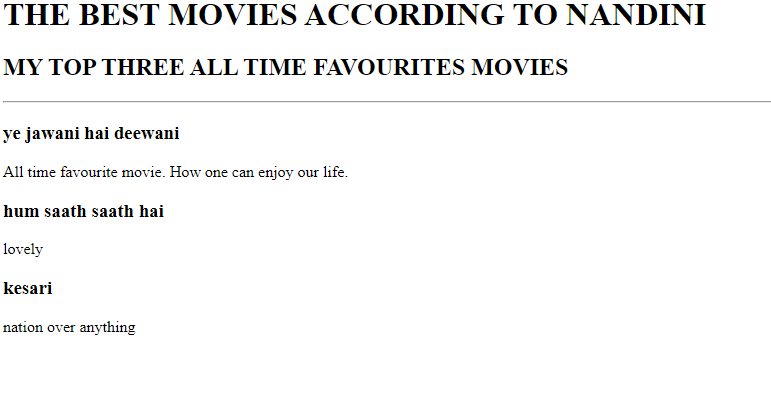 THE BEST MOVIES ACCORDING TO NANDINI
MY TOP THREE ALL TIME FAVOURITES MOVIES
ye jawani hai deewani
All time favourite movie. How one can enjoy our life.
hum saath saath hai
lovely
kesari
nation over anything